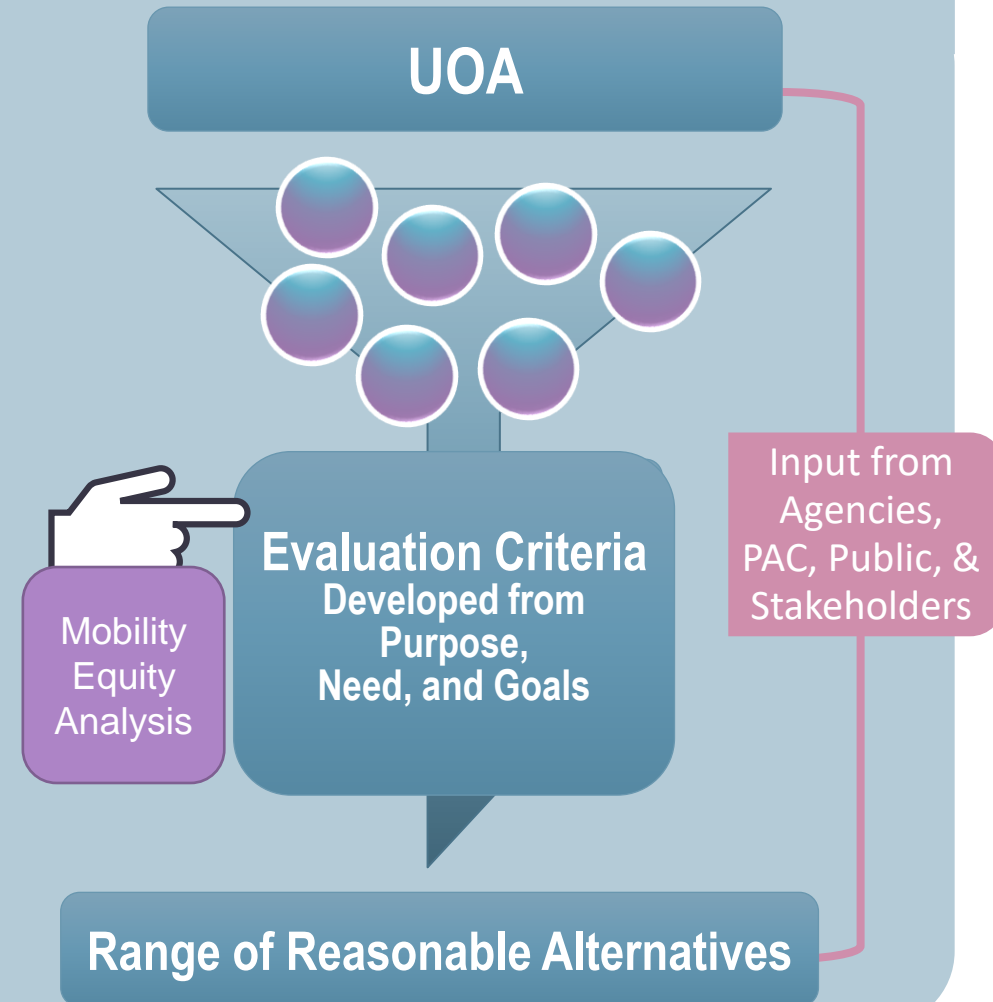 UOA
Input from
Agencies,
PAC, Public, &
Stakeholders
Evaluation Criteria
Developed from
Purpose,
Need, and Goals
Mobility
Equity
Analysis
Range of Reasonable Alternatives